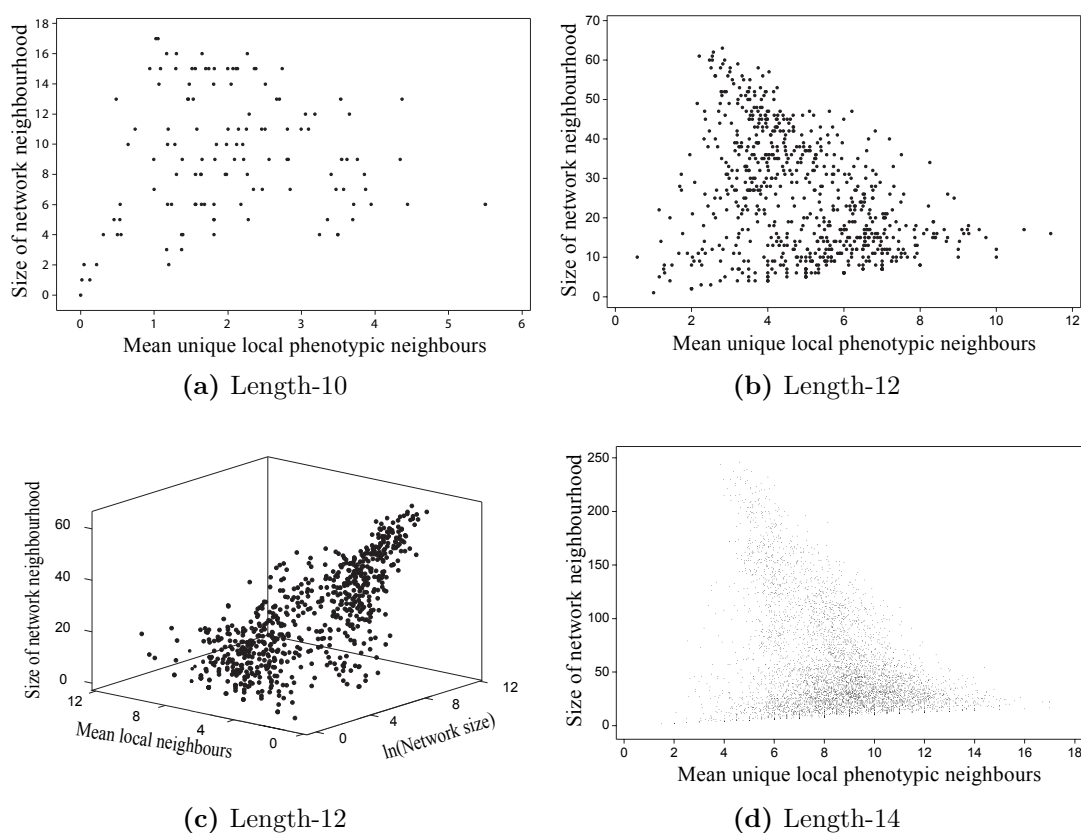 Size of network neighbourhood
18
16
14
12
10
8
6
4
2
0
0 1 2 3 4 5 6
Mean unique local phenotypic neighbours
(a) Length-10
Size of network neighbourhood
70
60
50
40
30
20
10
0
0 2 4 6 8 10 12
Mean unique local phenotypic neighbours
(b) Length-12
Size of network neighbourhood
60
40
20
0
12 8 4 0
Mean local neighbours
0 4 8 12
ln(Network size)
(c) Length-12
Size of network neighbourhood
250
200
150
100
50
0
0 2 4 6 8 10 12 14 16 18
Mean unique local phenotypic neighbours
(d) Length-14